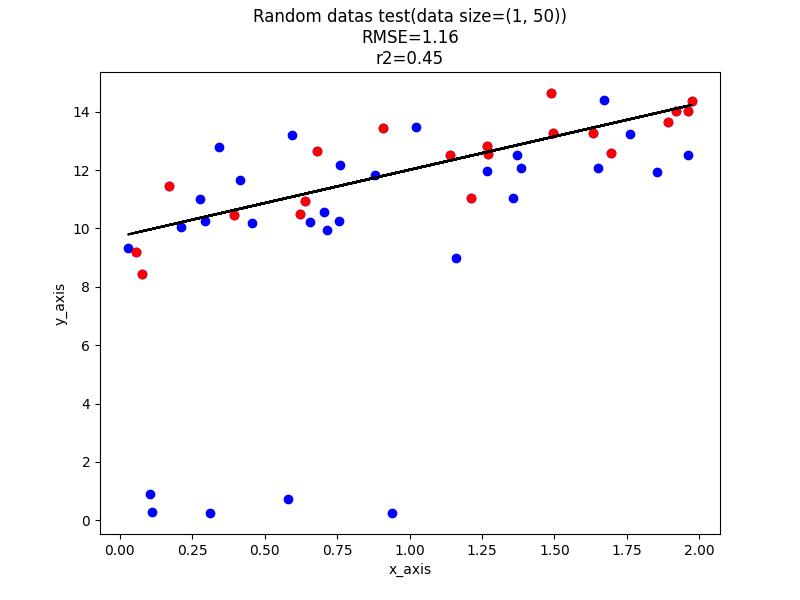 Random datas test(data size=(1, 50))
RMSE=1.16
r2=0.45
14
12
10
8
6
4
2
0
y_axis
0.00 0.25 0.50 0.75 1.00 1.25 1.50 1.75 2.00
x_axis